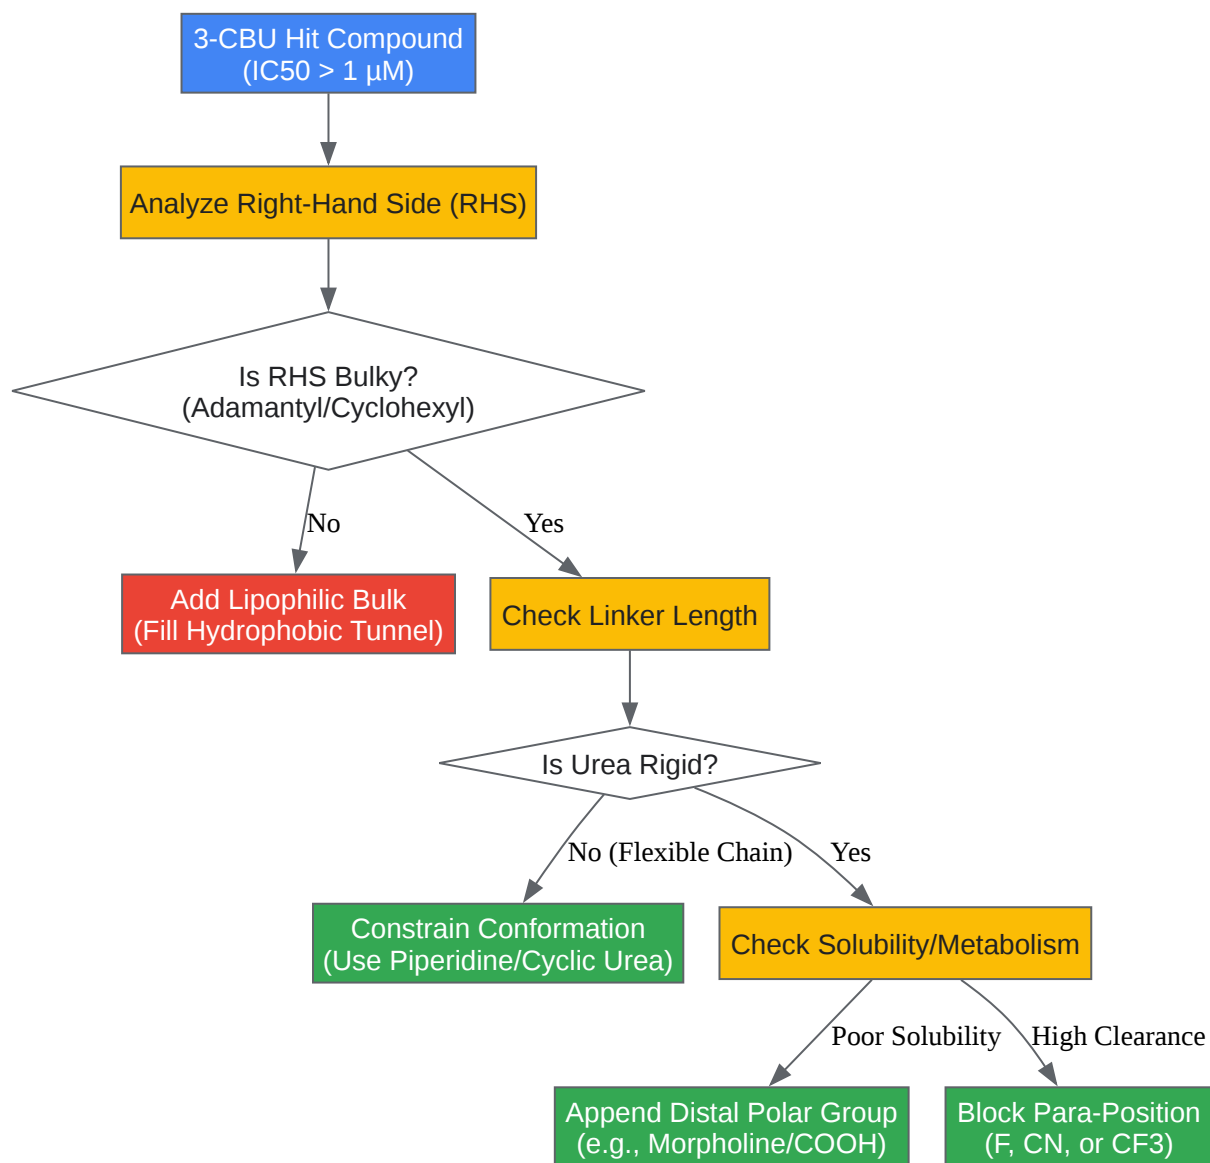 3-CBU Hit Compound
(IC50 > 1 µM)
Analyze Right-Hand Side (RHS)
Is RHS Bulky?
(Adamantyl/Cyclohexyl)
No
Yes
Add Lipophilic Bulk
(Fill Hydrophobic Tunnel)
Check Linker Length
Is Urea Rigid?
No (Flexible Chain)
Yes
Constrain Conformation
(Use Piperidine/Cyclic Urea)
Check Solubility/Metabolism
Poor Solubility
High Clearance
Append Distal Polar Group
(e.g., Morpholine/COOH)
Block Para-Position
(F, CN, or CF3)